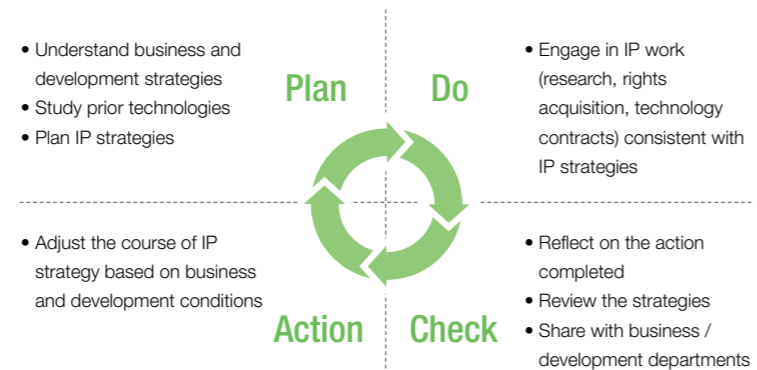 • Understand business and
development strategies
• Study prior technologies
• Plan IP strategies
Plan
Do
• Engage in IP work
(research, rights
acquisition, technology
contracts) consistent with
IP strategies
• Adjust the course of IP
strategy based on business
and development conditions
Action
Check
• Reflect on the action
completed
• Review the strategies
• Share with business /
development departments